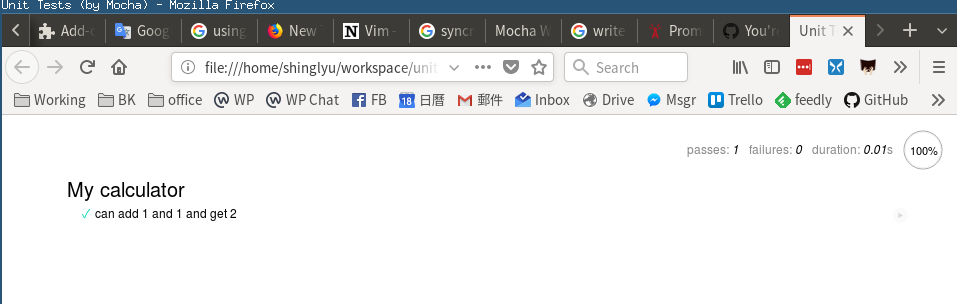 Unit Tests (by Mocha) - Mozilla Firefox
Add-o Goog using New T Vim - syncr Mocha W write Prom You're Unit T
file:///home/shinglyu/workspace/unit Search
Working BK office WP WP Chat FB 18 日曆 郵件 Inbox Drive Msgr Trello feedly GitHub
passes: 1 failures: 0 duration: 0.01s 100%
My calculator
✓ can add 1 and 1 and get 2